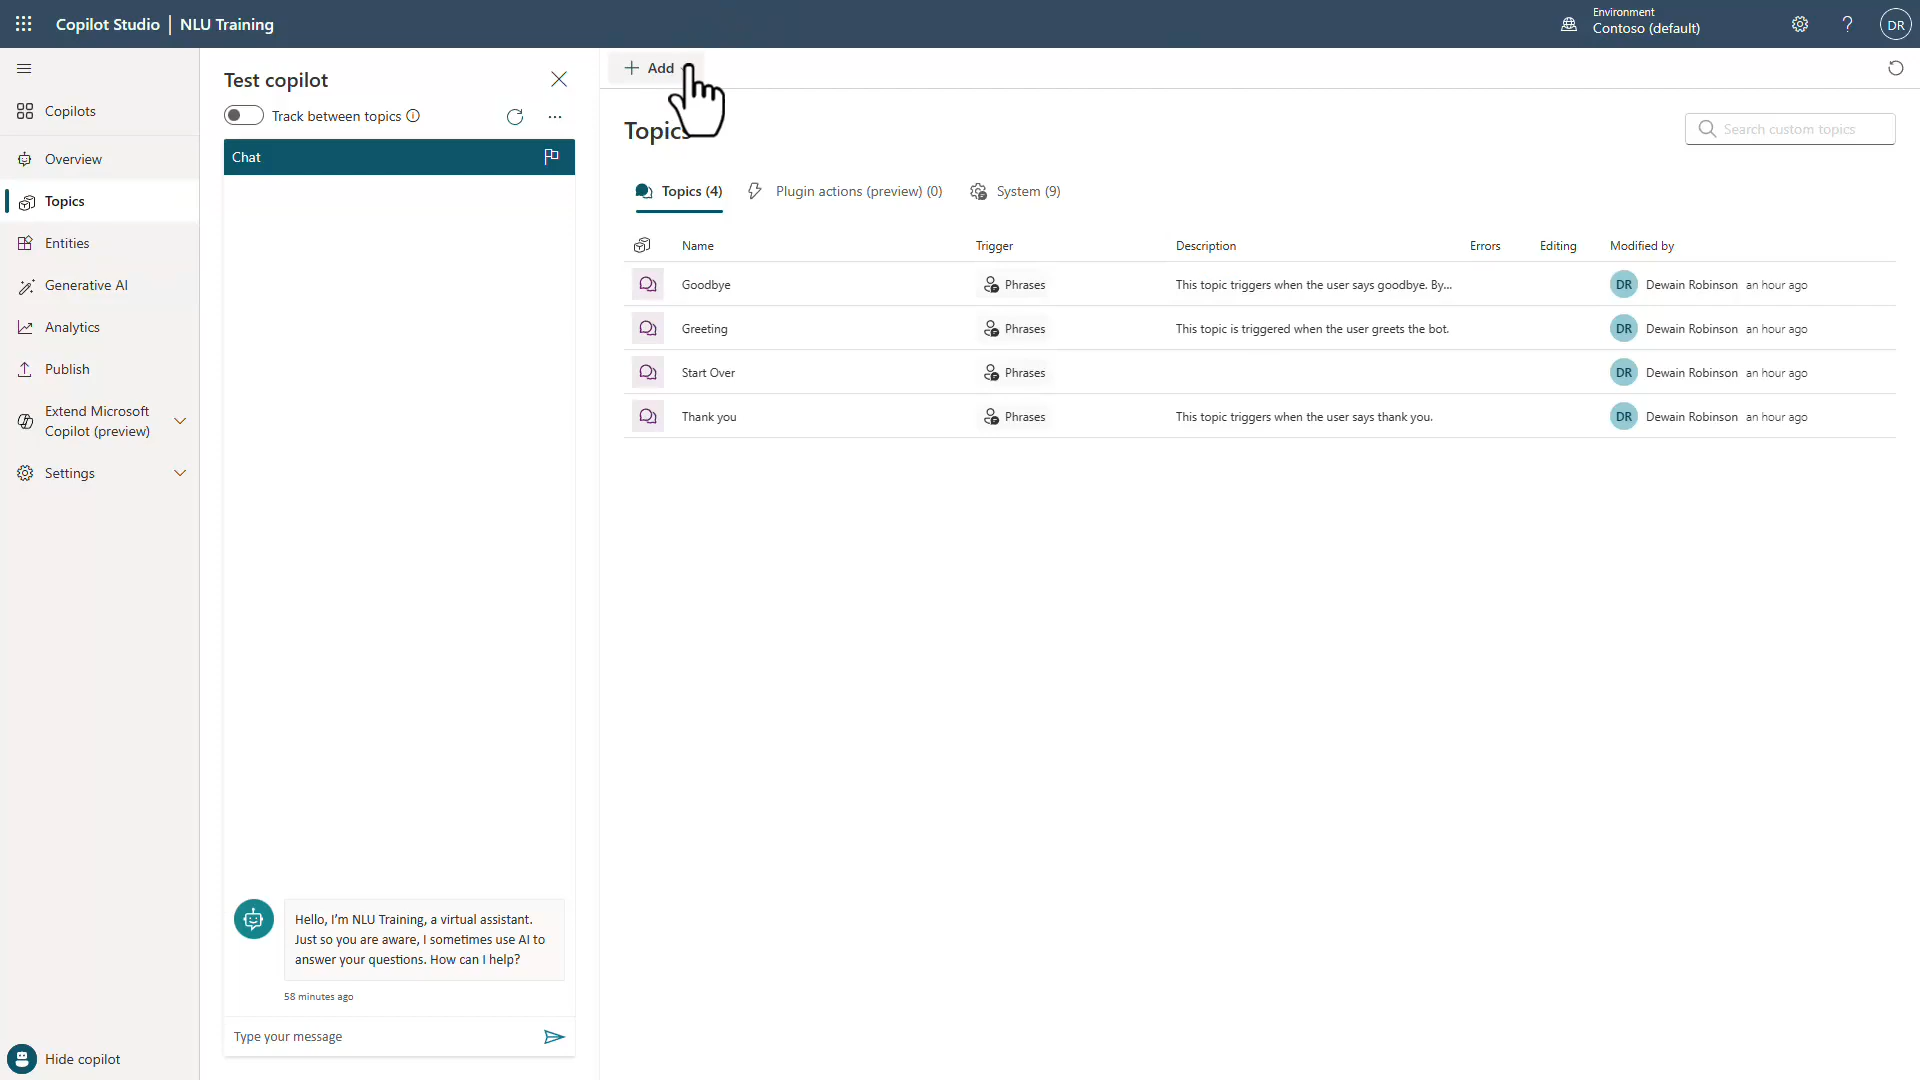 Copilot Studio | NLU Training
Environment
Contoso (default)
?
DR
Copilots
Overview
Topics
Entities
Generative AI
Analytics
Publish
Extend Microsoft
Copilot (preview)
Settings
Hide copilot
Test copilot
Track between topics
...
Chat
Hello, I'm NLU Training, a virtual assistant.
Just so you are aware, I sometimes use AI to
answer your questions. How can I help?
58 minutes ago
Type your message
+ Add
Topics
Search custom topics
Topics (4) Plugin actions (preview) (0) System (9)
Name Trigger Description Errors Editing Modified by
Goodbye Phrases This topic triggers when the user says goodbye. By... DR Dewain Robinson an hour ago
Greeting Phrases This topic is triggered when the user greets the bot. DR Dewain Robinson an hour ago
Start Over Phrases DR Dewain Robinson an hour ago
Thank you Phrases This topic triggers when the user says thank you. DR Dewain Robinson an hour ago